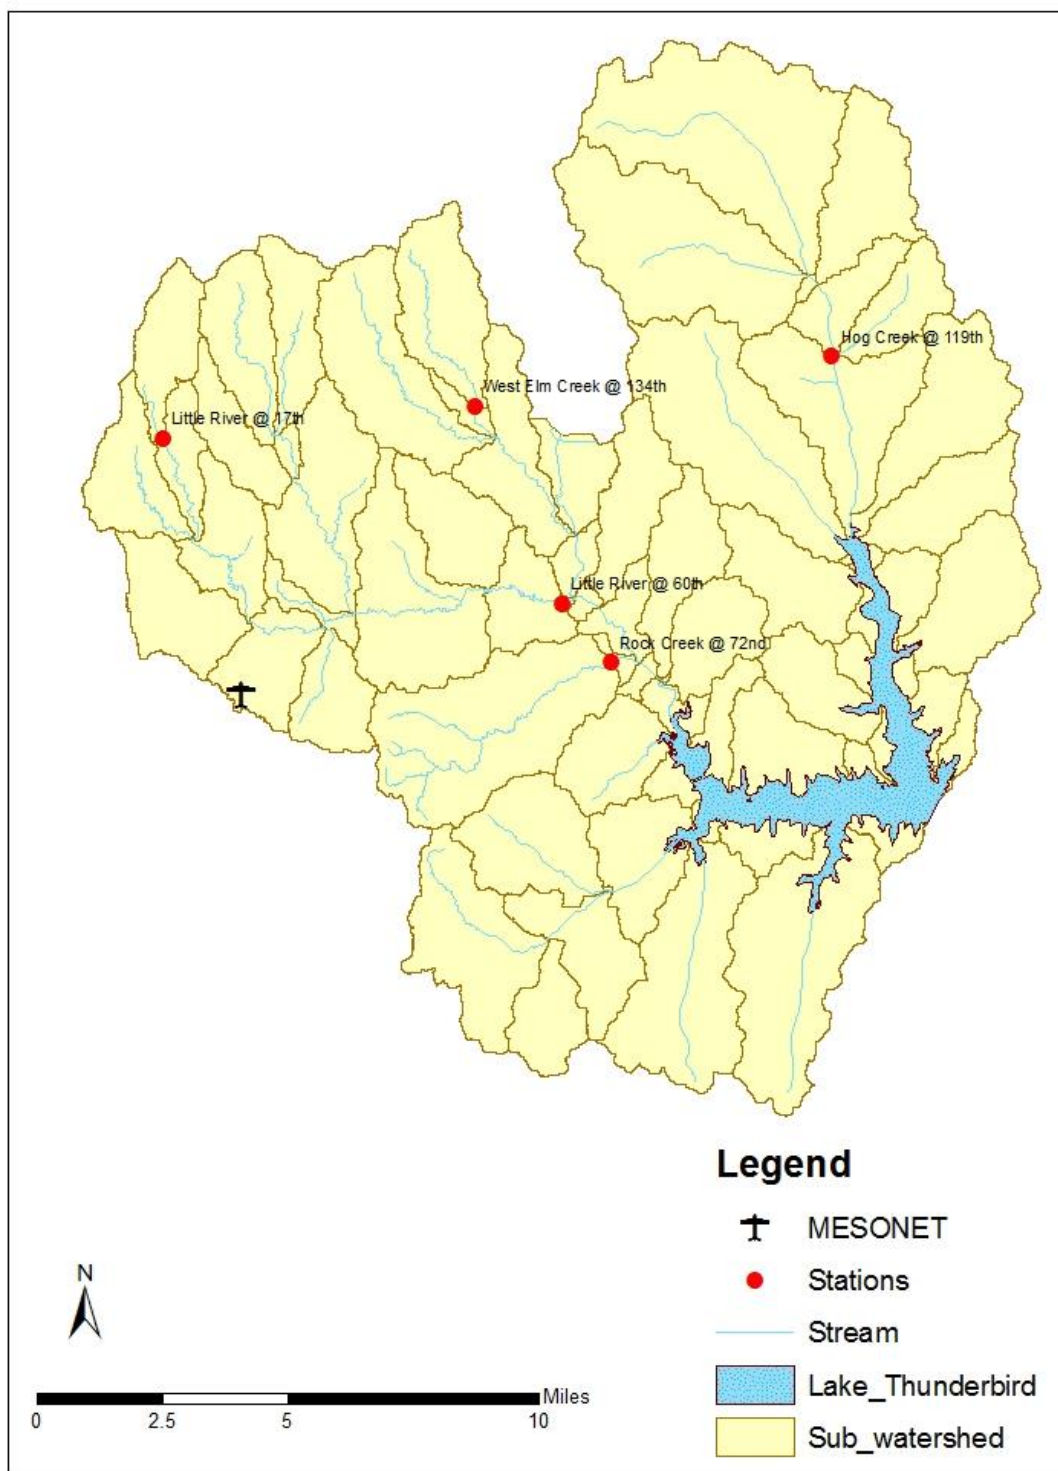 Hog Creek @ 119th
West Elm Creek @ 134th
Little River @ 17th
Little River @ 60th
Rock Creek @ 72nd
Legend
MESONET
Stations
Stream
Lake_Thunderbird
Sub_watershed
N
Miles
0 2.5 5 10